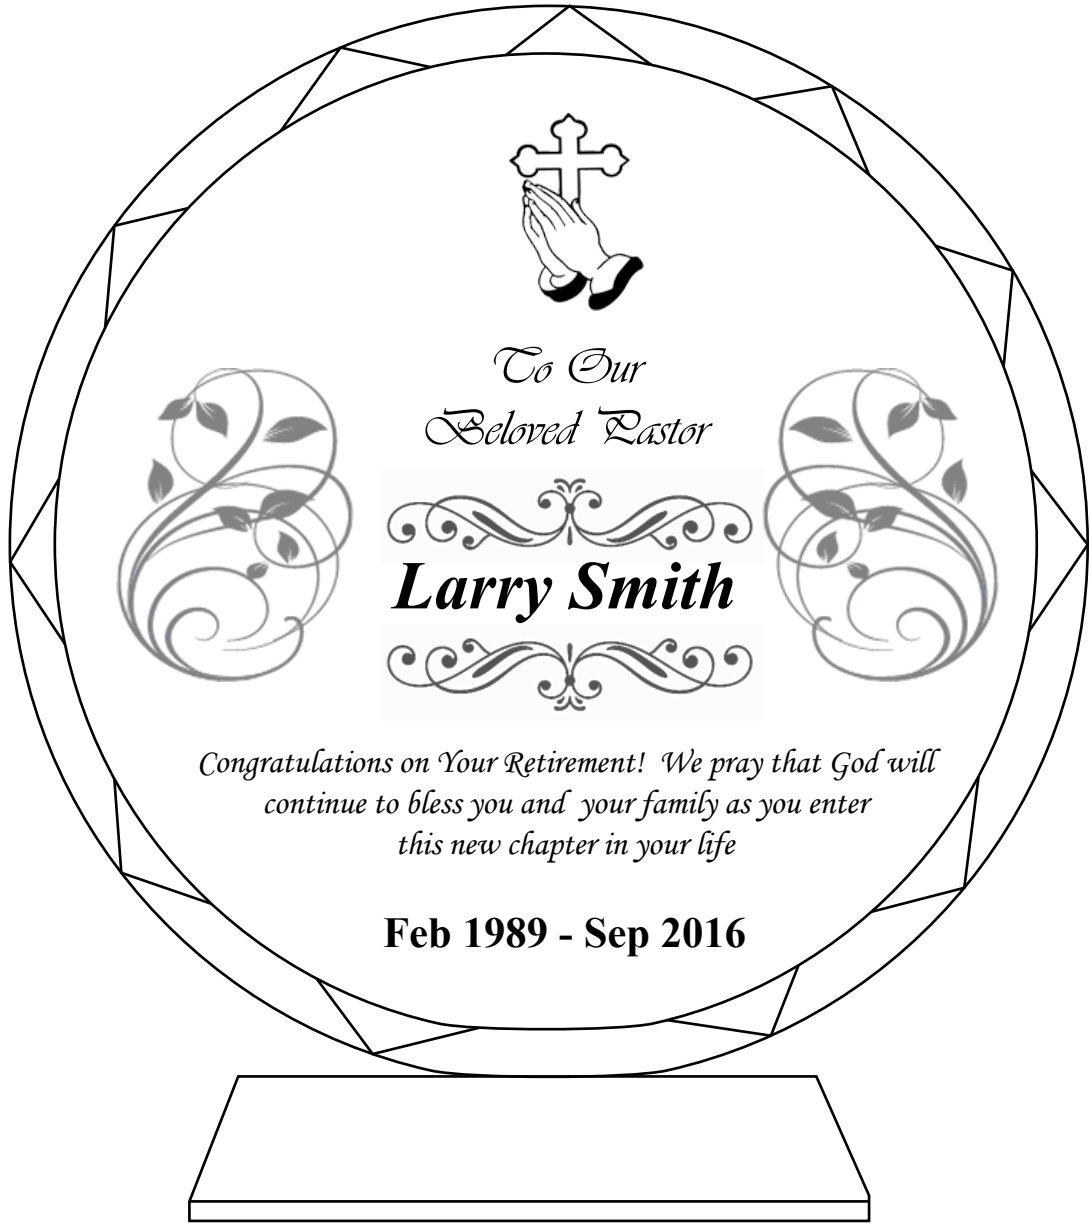 To Our
Beloved Pastor
Larry Smith
Congratulations on Your Retirement! We pray that God will
continue to bless you and your family as you enter
this new chapter in your life
Feb 1989 - Sep 2016